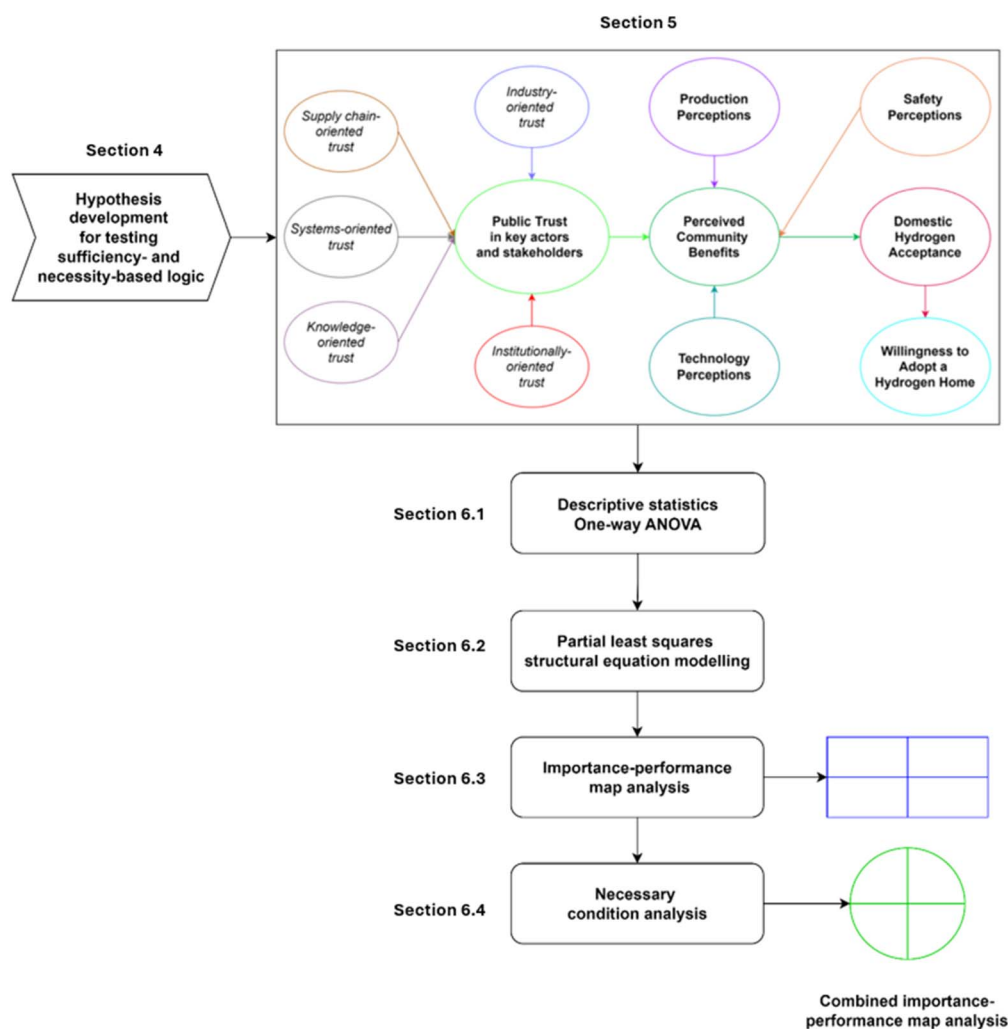 Section 5
Section 4
Hypothesis
development
for testing
sufficiency- and
necessity-based logic
Supply chain-
oriented
trust
Industry-
oriented
trust
Production
Perceptions
Safety
Perceptions
Systems-oriented
trust
Public Trust
in key actors
and stakeholders
Perceived
Community
Benefits
Domestic
Hydrogen
Acceptance
Knowledge-
oriented
trust
Institutionally-
oriented
trust
Technology
Perceptions
Willingness to
Adopt a
Hydrogen Home
Section 6.1
Descriptive statistics
One-way ANOVA
Section 6.2
Partial least squares
structural equation modelling
Section 6.3
Importance-performance
map analysis
Section 6.4
Necessary
condition analysis
Combined importance-
performance map analysis